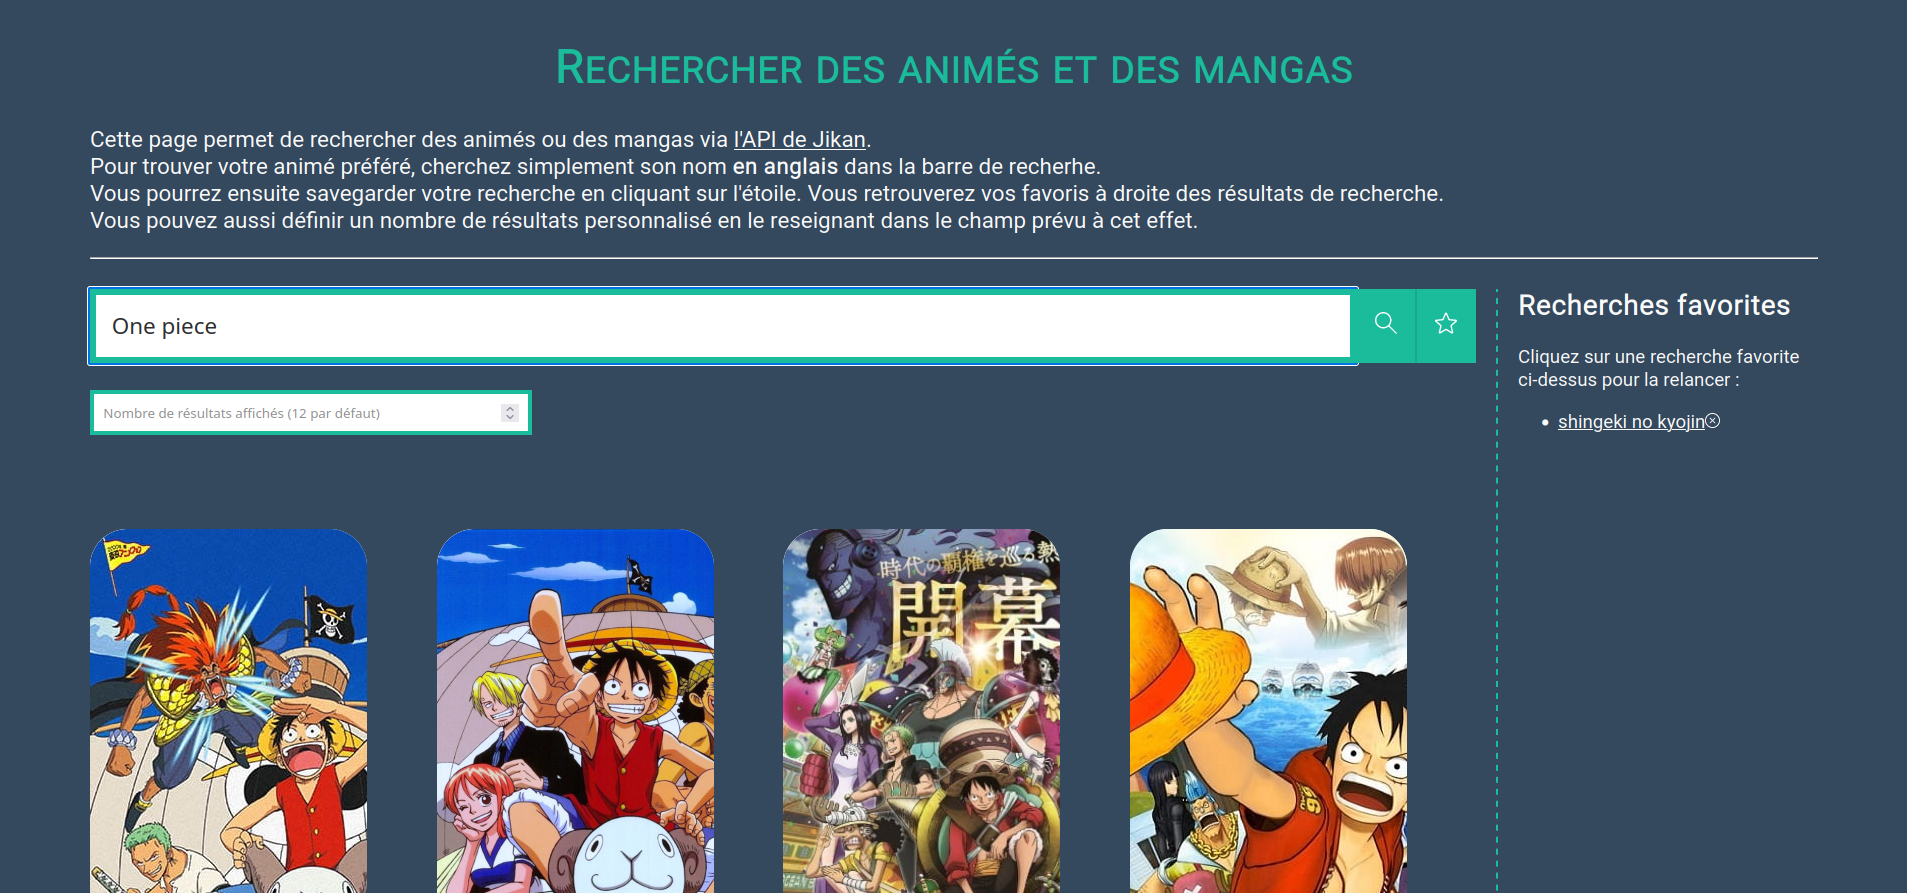 Rechercher des animés et des mangas
Cette page permet de rechercher des animés ou des mangas via l'API de Jikan.
Pour trouver votre animé préféré, cherchez simplement son nom en anglais dans la barre de recherhe.
Vous pourrez ensuite savegarder votre recherche en cliquant sur l'étoile. Vous retrouverez vos favoris à droite des résultats de recherche.
Vous pouvez aussi définir un nombre de résultats personnalisé en le reseignant dans le champ prévu à cet effet.
One piece
Nombre de résultats affichés (12 par défaut)
Recherches favorites
Cliquez sur une recherche favorite
ci-dessus pour la relancer :
shingeki no kyojin
時代の覇権を巡る熱
開幕